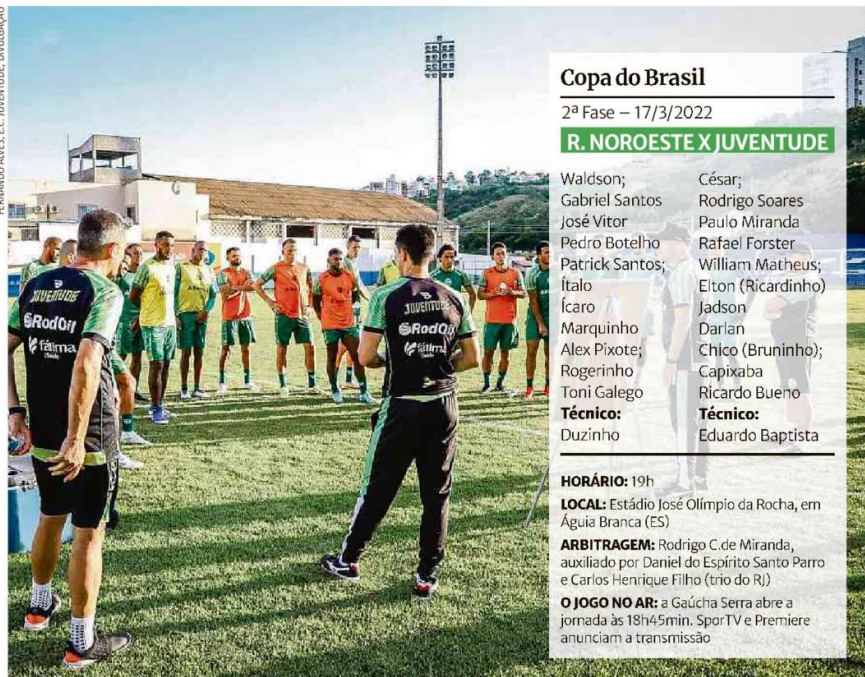 FERNANDO ALVES, E.C. JUVENTUDE, DIVULGAÇÃO
Copa do Brasil
2ª Fase – 17/3/2022
R. NOROESTE X JUVENTUDE
Waldson;
Gabriel Santos
José Vitor
Pedro Botelho
Patrick Santos;
Ítalo
Ícaro
Marquinho
Alex Pixote;
Rogerinho
Toni Galego
Técnico:
Duzinho
César;
Rodrigo Soares
Paulo Miranda
Rafael Forster
William Matheus;
Elton (Ricardinho)
Jadson
Darlan
Chico (Bruninho);
Capixaba
Ricardo Bueno
Técnico:
Eduardo Baptista
HORÁRIO: 19h
LOCAL: Estádio José Olímpio da Rocha, em
Águia Branca (ES)
ARBITRAGEM: Rodrigo C.de Miranda,
auxiliado por Daniel do Espírito Santo Parro
e Carlos Henrique Filho (trio do RJ)
O JOGO NO AR: a Gaúcha Serra abre a
jornada às 18h45min. SporTV e Premiere
anunciam a transmissão
JUVENTUDE
RodOil
fátima
Saúde
JUVENTUDE
RodOil
fátima
Saúde